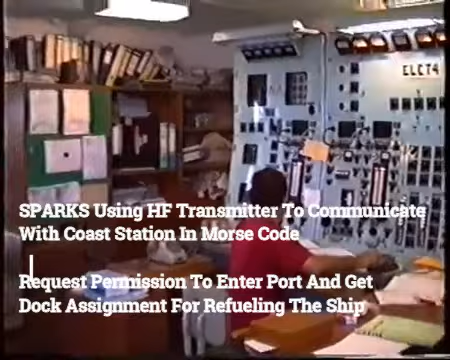 ELCT4
SPARKS Using HF Transmitter To Communicate
With Coast Station In Morse Code
Request Permission To Enter Port And Get
Dock Assignment For Refueling The Ship